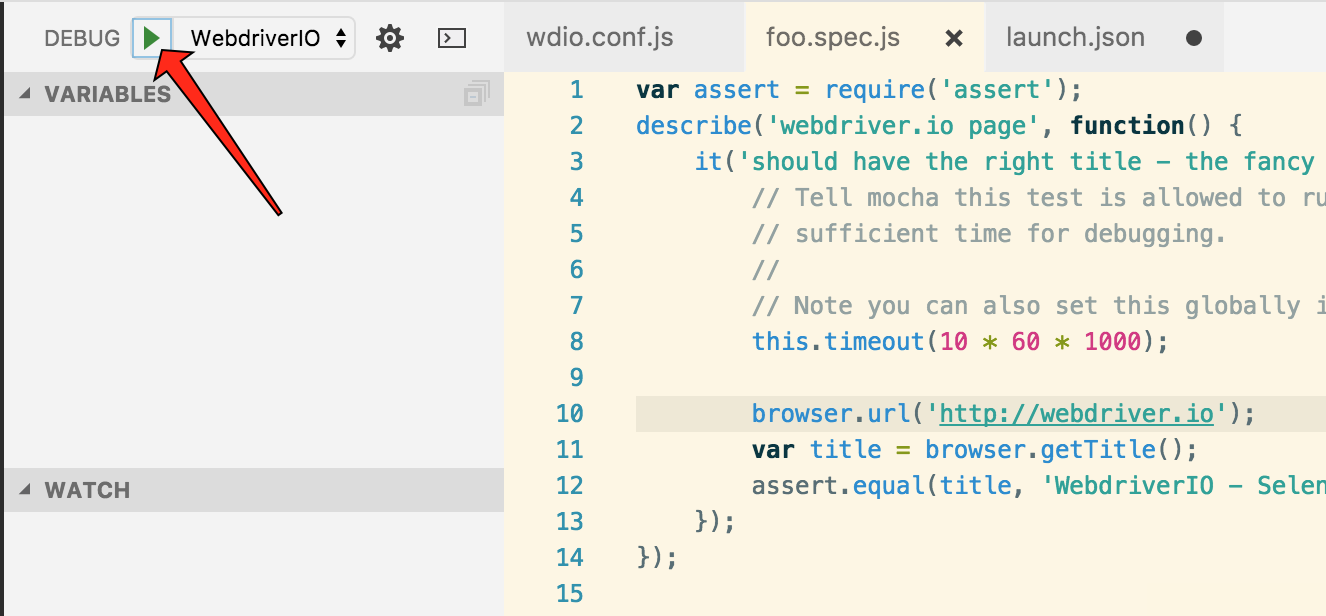 DEBUG WebdriverIO
wdio.conf.js foo.spec.js launch.json
VARIABLES
WATCH
1 var assert = require('assert');
2 describe('webdriver.io page', function() {
3 it('should have the right title - the fancy
4 // Tell mocha this test is allowed to ru
5 // sufficient time for debugging.
6 //
7 // Note you can also set this globally i
8 this.timeout(10 * 60 * 1000);
9
10 browser.url('http://webdriver.io');
11 var title = browser.getTitle();
12 assert.equal(title, 'WebdriverIO - Selen
13 });
14 });
15